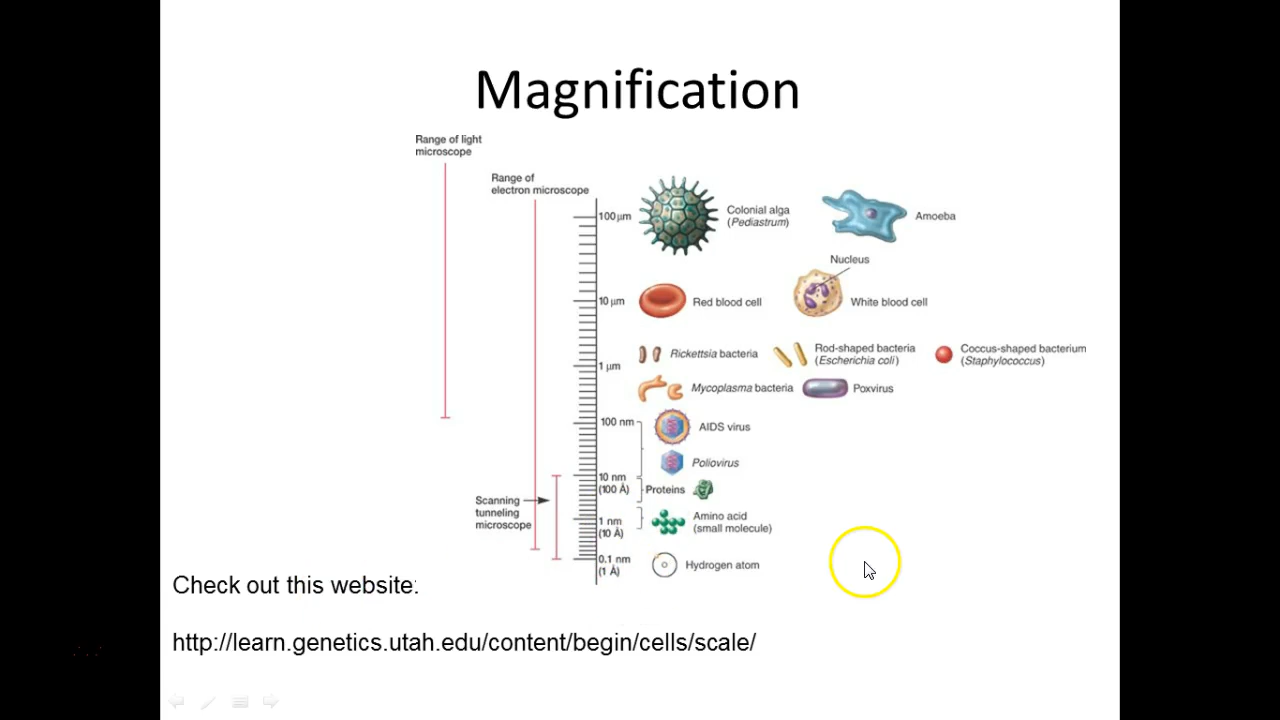 Magnification
Range of light
microscope
Range of
electron microscope
100 µm
Colonial alga
(Pediastrum)
Amoeba
Nucleus
10 µm
Red blood cell
White blood cell
Rickettsia bacteria
Rod-shaped bacteria
(Escherichia coli)
Coccus-shaped bacterium
(Staphylococcus)
1 µm
Mycoplasma bacteria
Poxvirus
100 nm
AIDS virus
Poliovirus
10 nm
(100 Å)
Proteins
Scanning
tunneling
microscope
1 nm
(10 Å)
Amino acid
(small molecule)
0.1 nm
(1 Å)
Hydrogen atom
Check out this website:
http://learn.genetics.utah.edu/content/begin/cells/scale/